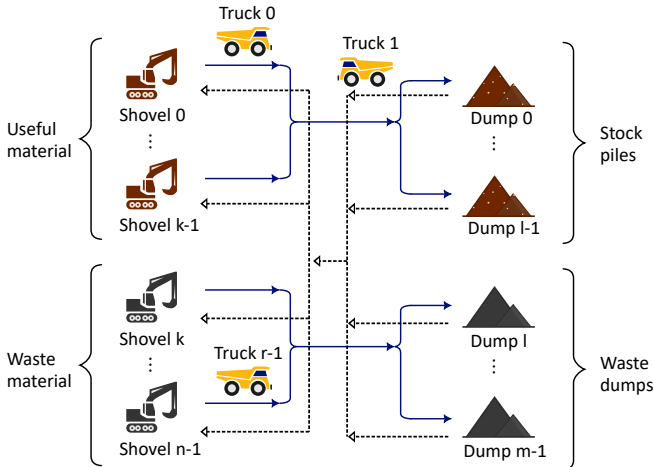 Truck 0
Truck 1
Shovel 0
Dump 0
Useful
material
⋮
⋮
Stock
piles
Shovel k-1
Dump l-1
Shovel k
Dump l
Waste
material
⋮
Truck r-1
⋮
Waste
dumps
Shovel n-1
Dump m-1